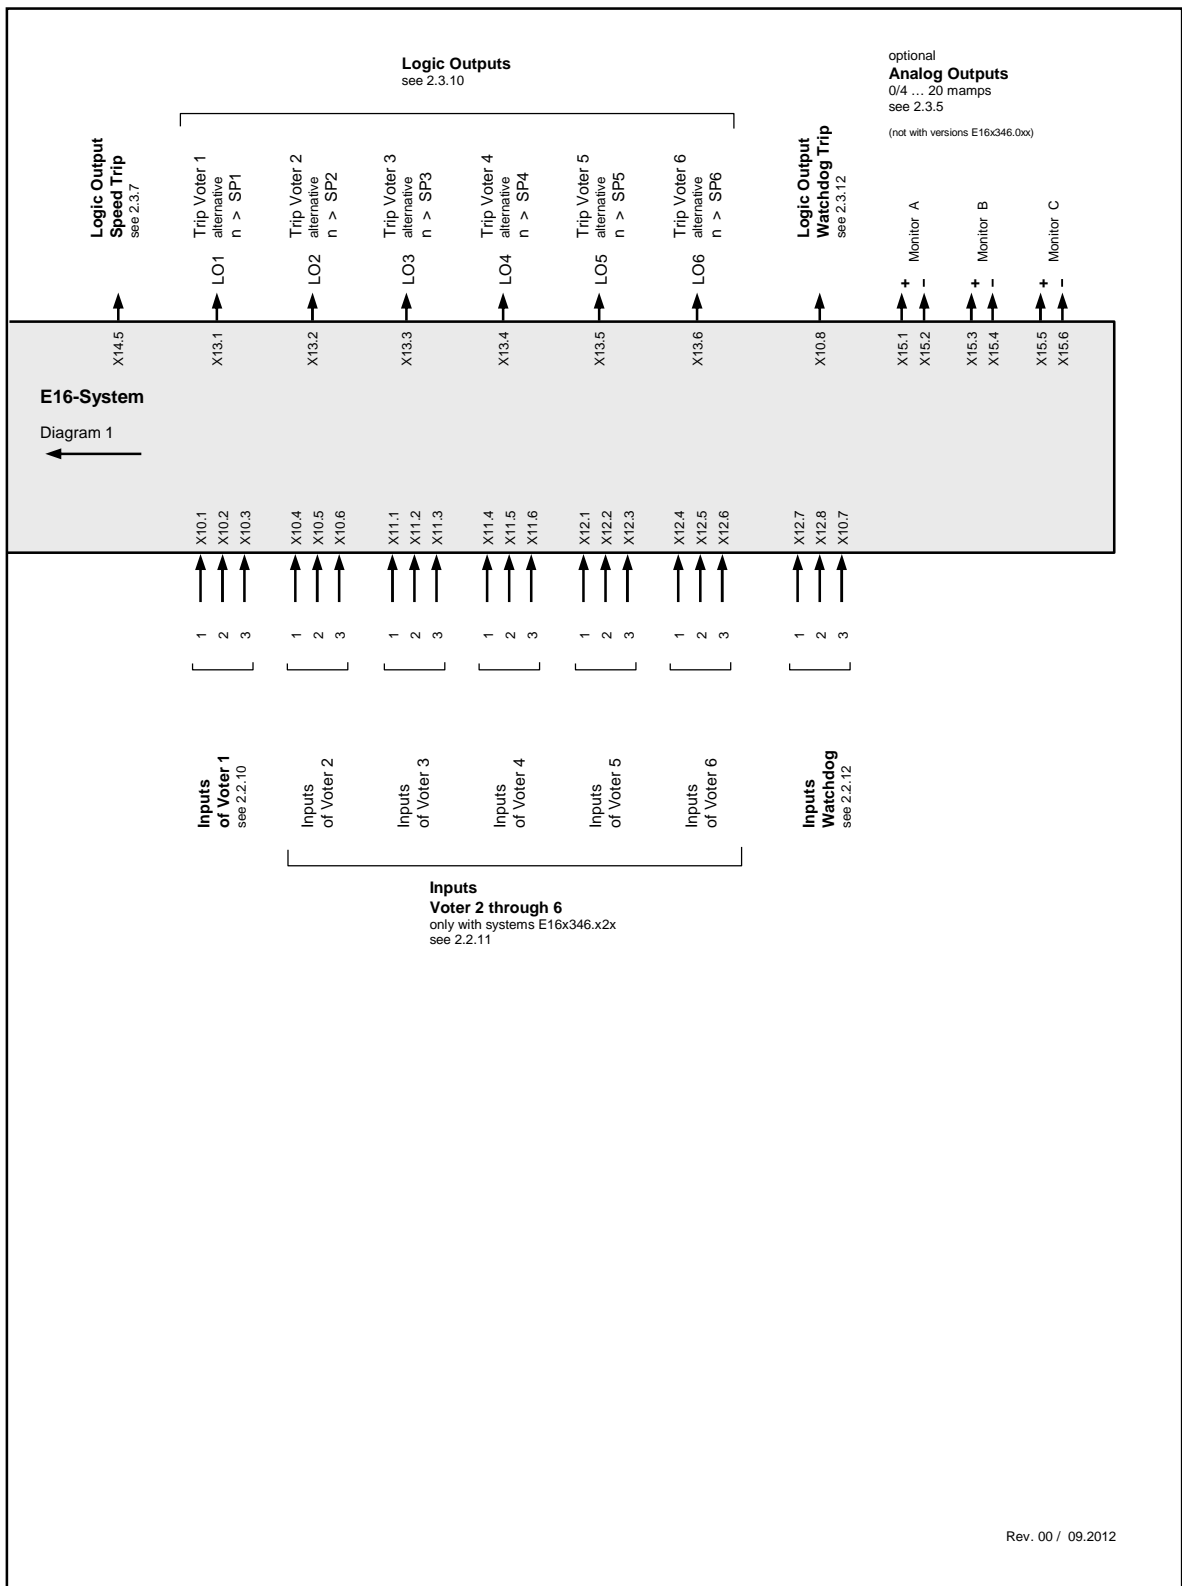 Logic Outputs
see 2.3.10
optional
Analog Outputs
0/4 … 20 mamps
see 2.3.5
(not with versions E16x346.0xx)
Logic Output
Speed Trip
see 2.3.7
Trip Voter 1
alternative
n > SP1
Trip Voter 2
alternative
n > SP2
Trip Voter 3
alternative
n > SP3
Trip Voter 4
alternative
n > SP4
Trip Voter 5
alternative
n > SP5
Trip Voter 6
alternative
n > SP6
Logic Output
Watchdog Trip
see 2.3.12
Monitor A
Monitor B
Monitor C
LO1
LO2
LO3
LO4
LO5
LO6
+
–
+
–
+
–
X14.5
X13.1
X13.2
X13.3
X13.4
X13.5
X13.6
X10.8
X15.1
X15.2
X15.3
X15.4
X15.5
X15.6
E16-System
Diagram 1
X10.1
X10.2
X10.3
X10.4
X10.5
X10.6
X11.1
X11.2
X11.3
X11.4
X11.5
X11.6
X12.1
X12.2
X12.3
X12.4
X12.5
X12.6
X12.7
X12.8
X10.7
1
2
3
1
2
3
1
2
3
1
2
3
1
2
3
1
2
3
1
2
3
Inputs
of Voter 1
see 2.2.10
Inputs
of Voter 2
Inputs
of Voter 3
Inputs
of Voter 4
Inputs
of Voter 5
Inputs
of Voter 6
Inputs
Watchdog
see 2.2.12
Inputs
Voter 2 through 6
only with systems E16x346.x2x
see 2.2.11
Rev. 00 / 09.2012